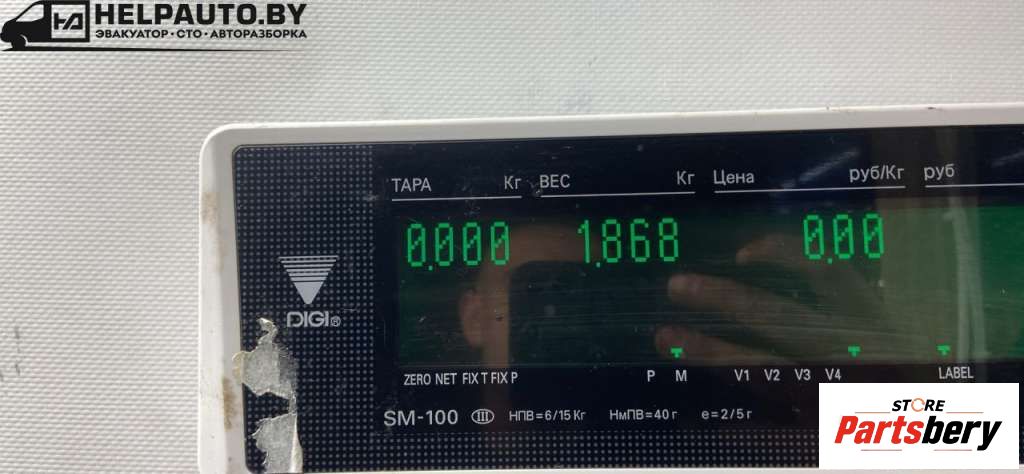 HELPAUTO.BY
ЭВАКУАТОР • СТО • АВТОРАЗБОРКА
ТАРА Кг ВЕС Кг Цена руб/Кг руб
0.000 1.868 0.00
DIGI®
ZERO NET FIX T FIX P P M V1 V2 V3 V4 LABEL
SM-100 III НПВ=6/15 Кг НмПВ=40 г e=2/5 г
STORE
Partsbery